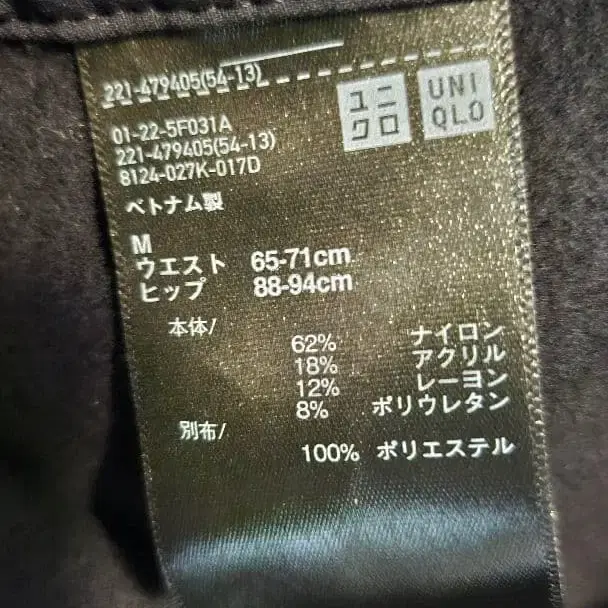 221-479405(54-13)
ユニクロ
UNIQLO
01-22-5F031A
221-479405(54-13)
8124-027K-017D
ベトナム製
M
ウエスト 65-71cm
ヒップ 88-94cm
本体/
62% ナイロン
18% アクリル
12% レーヨン
8% ポリウレタン
別布/
100% ポリエステル